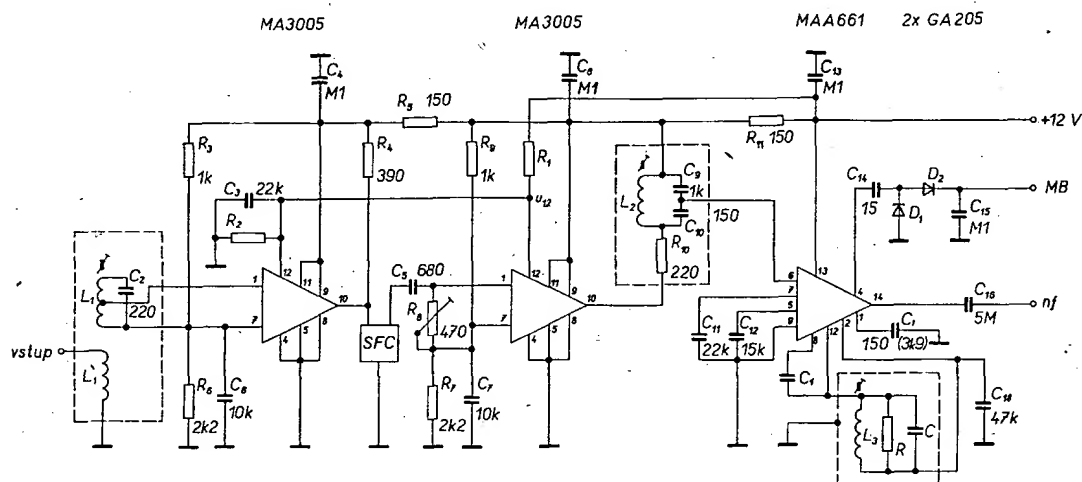 MA3005
MA3005
MAA661 2x GA205
C4
M1
C8
M1
C13
M1
R5 150
R11 150
+12 V
R3
1k
R4
390
R9
1k
R1
C3 22k
R2
u12
L2
C9
1k
150
C10
R10
220
C14
15
D2
D1
MB
C15
M1
L1
C2
220
vstup
L1
1
7
12
11
9
10
4
5
8
SFC
C5 680
R8
470
1
7
12
11
9
10
4
5
8
6
7
5
9
13
4
14
1
2
12
8
C16
5M
nf
C11
22k
C12
15k
C1
150 (3k9)
C1
R6
2k2
C6
10k
R7
2k2
C7
10k
L3
R
C
C18
47k